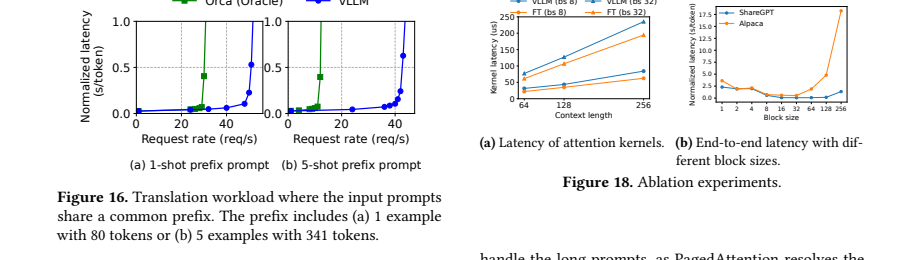 Orca (Oracle) vLLM
Normalized latency
(s/token)
1.0
0.5
0.0
0 20 40
Request rate (req/s)
(a) 1-shot prefix prompt
1.0
0.5
0.0
0 20 40
Request rate (req/s)
(b) 5-shot prefix prompt
Figure 16. Translation workload where the input prompts
share a common prefix. The prefix includes (a) 1 example
with 80 tokens or (b) 5 examples with 341 tokens.
vLLM (bs 8) vLLM (bs 32)
FT (bs 8) FT (bs 32)
Kernel latency (us)
250
200
150
100
50
0
64 128 256
Context length
(a) Latency of attention kernels.
Normalized latency (s/token)
ShareGPT
Alpaca
17.5
15.0
12.5
10.0
7.5
5.0
2.5
0.0
1 2 4 8 16 32 64 128 256
Block size
(b) End-to-end latency with dif-
ferent block sizes.
Figure 18. Ablation experiments.
handle the long prompts, as PagedAttention resolves the